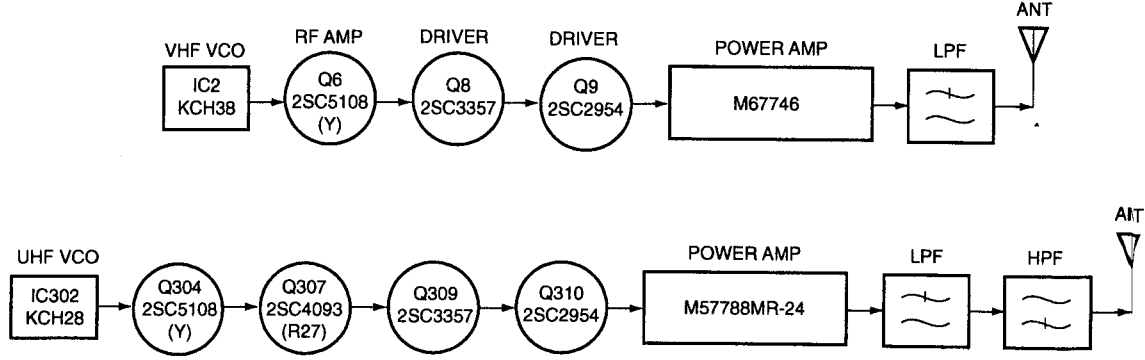 ANT
RF AMP
DRIVER
DRIVER
POWER AMP
LPF
VHF VCO
IC2
KCH38
Q6
2SC5108
(Y)
Q8
2SC3357
Q9
2SC2954
M67746
ANT
UHF VCO
POWER AMP
LPF
HPF
IC302
KCH28
Q304
2SC5108
(Y)
Q307
2SC4093
(R27)
Q309
2SC3357
Q310
2SC2954
M57788MR-24